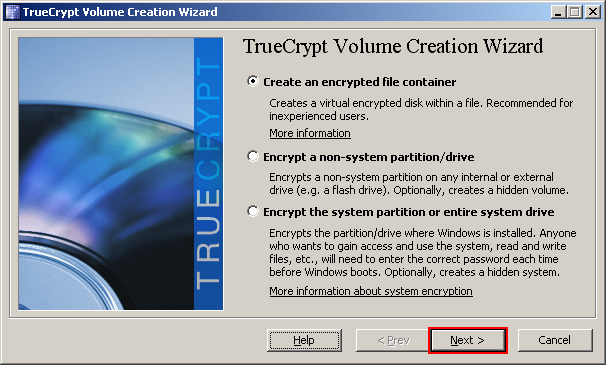 TrueCrypt Volume Creation Wizard
TRUECRYPT
TrueCrypt Volume Creation Wizard
Create an encrypted file container
Creates a virtual encrypted disk within a file. Recommended for
inexperienced users.
More information
Encrypt a non-system partition/drive
Encrypts a non-system partition on any internal or external
drive (e.g. a flash drive). Optionally, creates a hidden volume.
Encrypt the system partition or entire system drive
Encrypts the partition/drive where Windows is installed. Anyone
who wants to gain access and use the system, read and write
files, etc., will need to enter the correct password each time
before Windows boots. Optionally, creates a hidden system.
More information about system encryption
Help
< Prev
Next >
Cancel